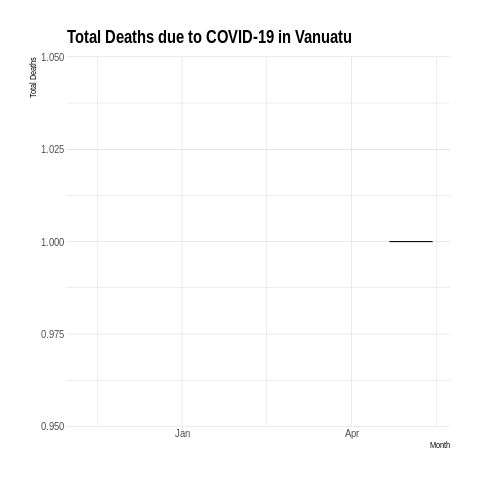 Total Deaths due to COVID-19 in Vanuatu
Total Deaths
1.050
1.025
1.000
0.975
0.950
Jan
Apr
Month